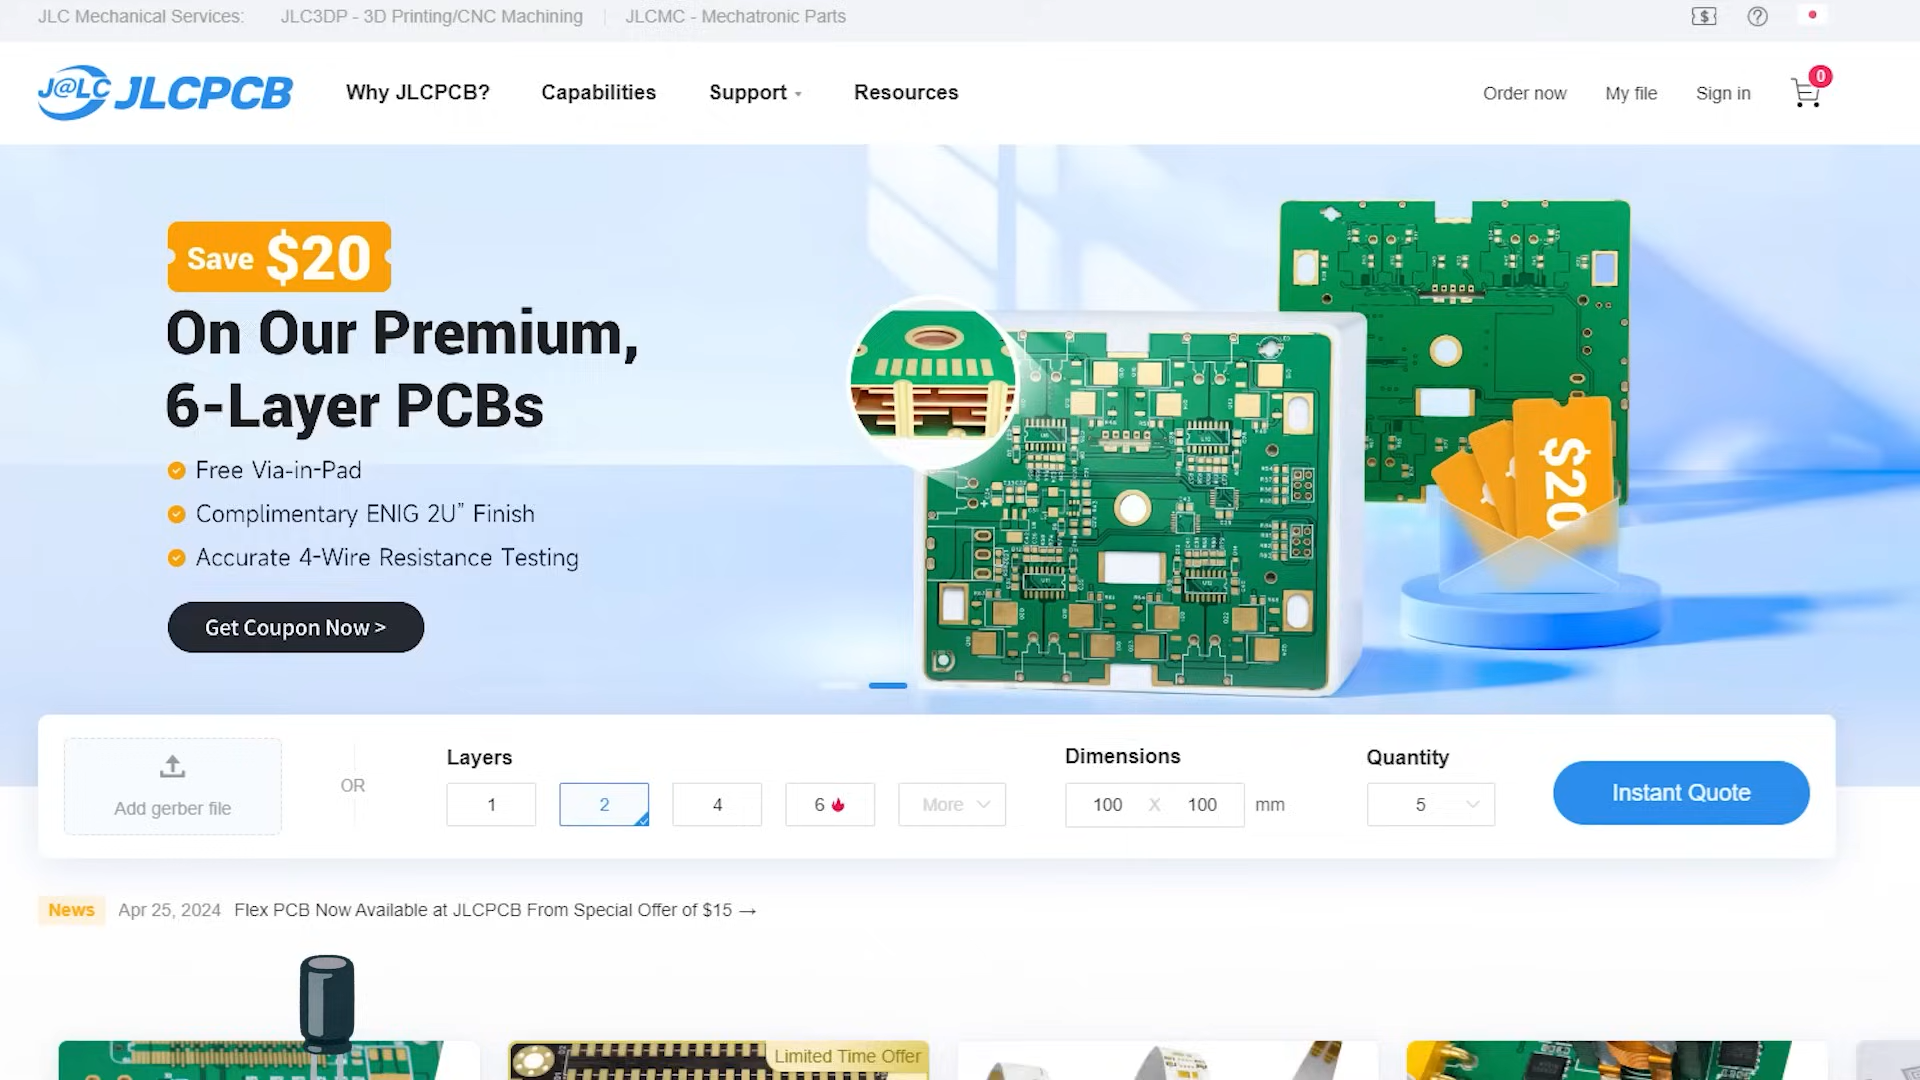 JLC Mechanical Services: JLC3DP - 3D Printing/CNC Machining JLCMC - Mechatronic Parts
J@LC JLCPCB Why JLCPCB? Capabilities Support Resources Order now My file Sign in 0
Save $20
On Our Premium,
6-Layer PCBs
Free Via-in-Pad
Complimentary ENIG 2U” Finish
Accurate 4-Wire Resistance Testing
Get Coupon Now >
$20
Add gerber file
OR
Layers
1 2 4 6 More
Dimensions
100 X 100 mm
Quantity
5
Instant Quote
News Apr 25, 2024 Flex PCB Now Available at JLCPCB From Special Offer of $15 →
Limited Time Offer